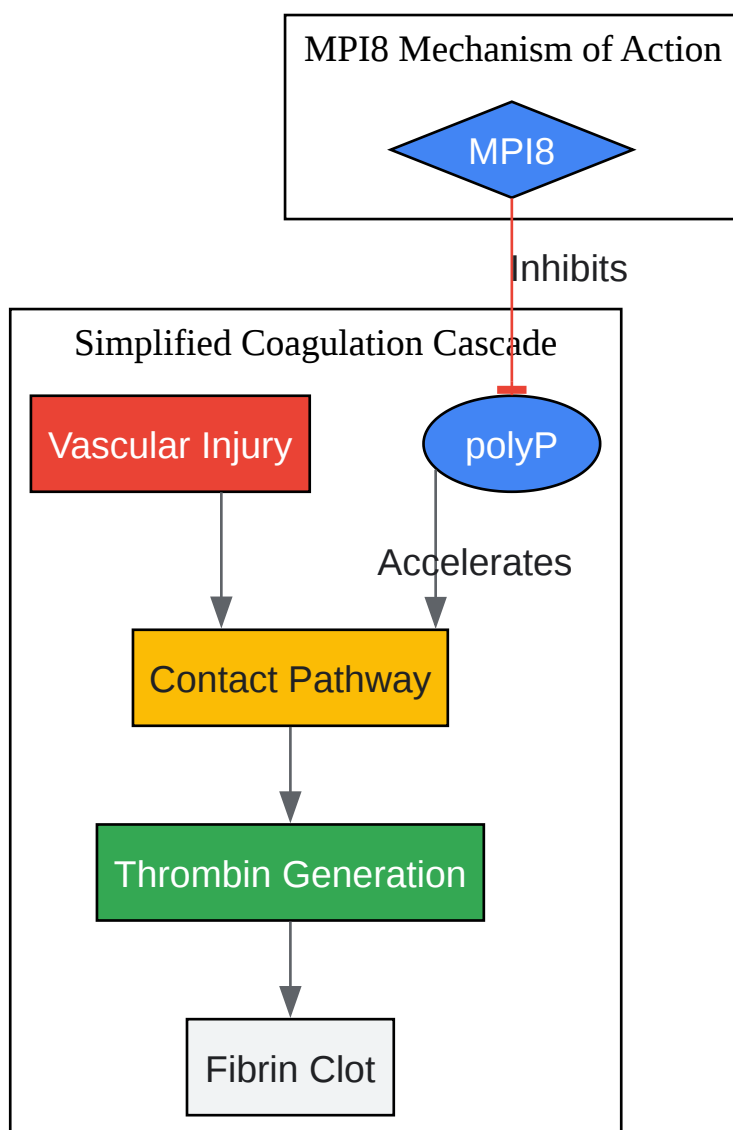 MPI8 Mechanism of Action
MPI8
Inhibits
Simplified Coagulation Cascade
Vascular Injury
polyP
Accelerates
Contact Pathway
Thrombin Generation
Fibrin Clot